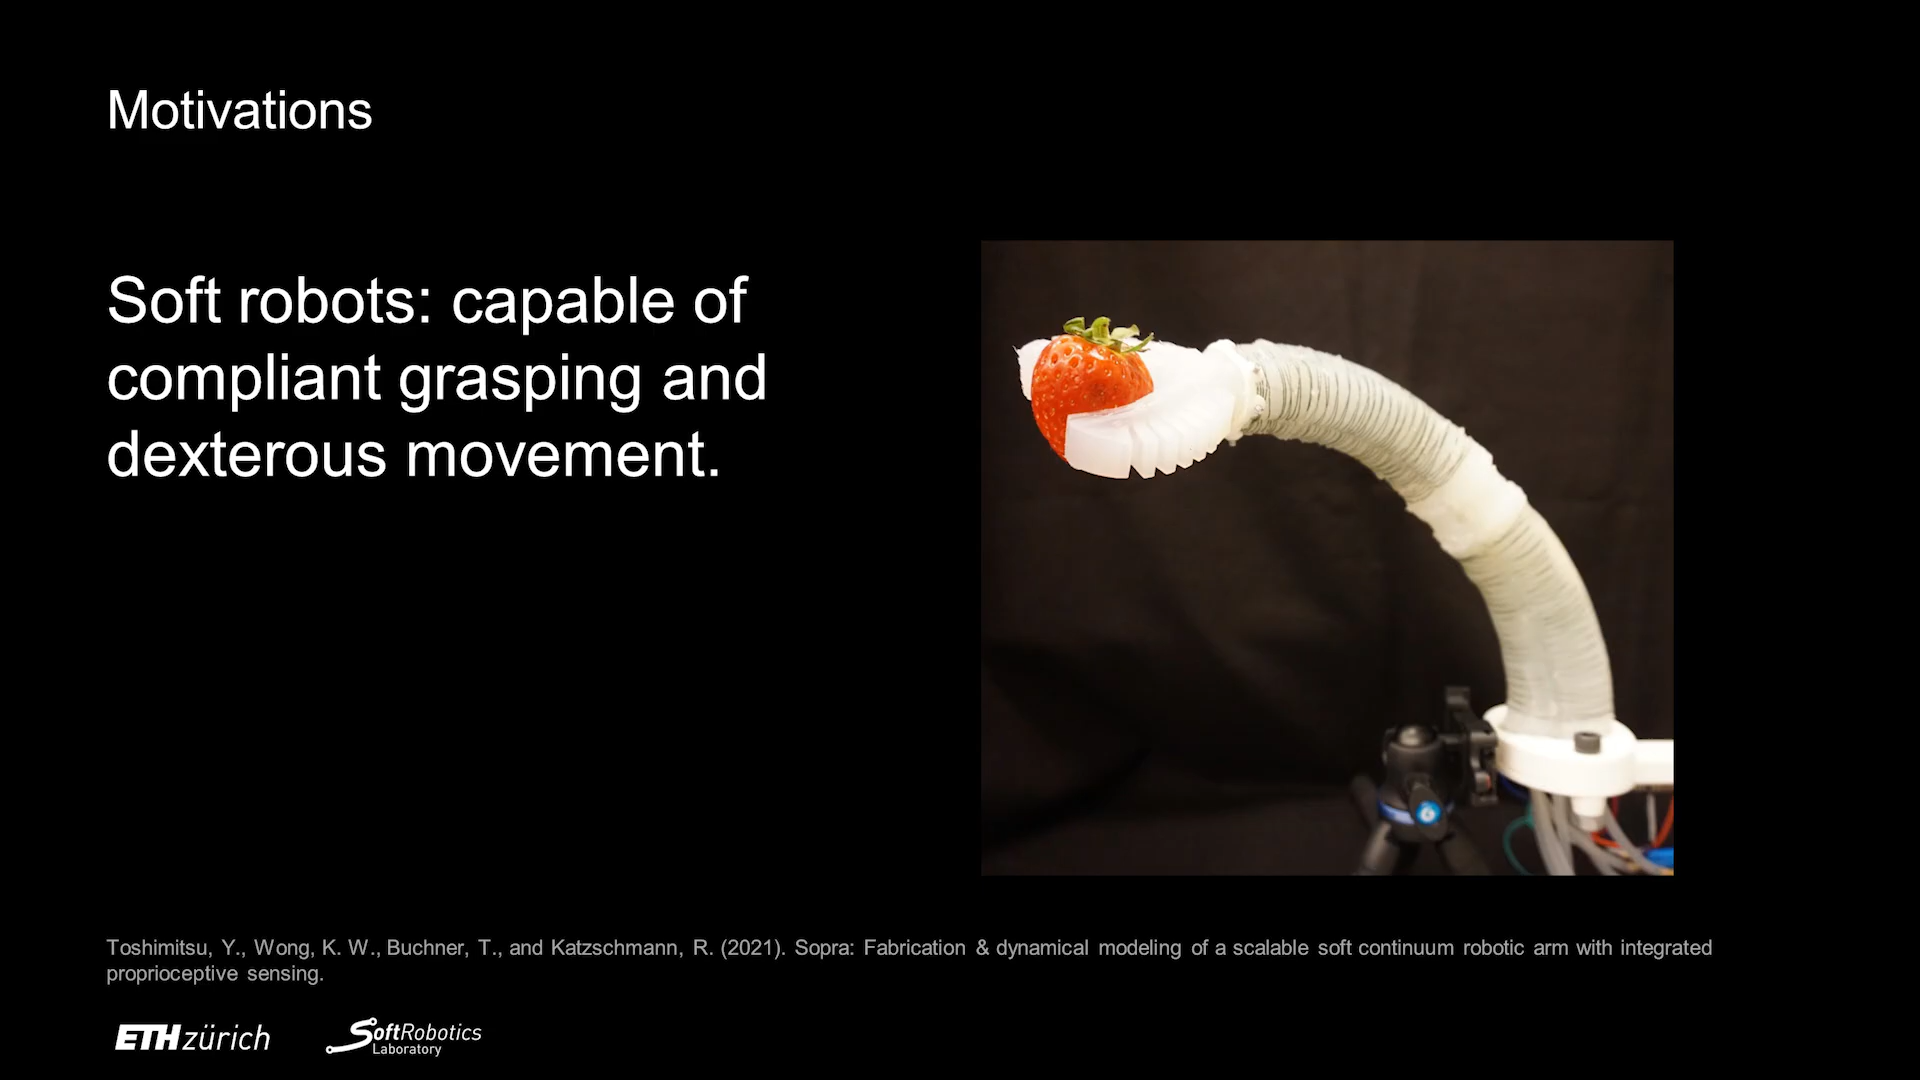 Motivations
Soft robots: capable of
compliant grasping and
dexterous movement.
Toshimitsu, Y., Wong, K. W., Buchner, T., and Katzschmann, R. (2021). Sopra: Fabrication & dynamical modeling of a scalable soft continuum robotic arm with integrated
proprioceptive sensing.
ETH zürich
SoftRobotics
Laboratory